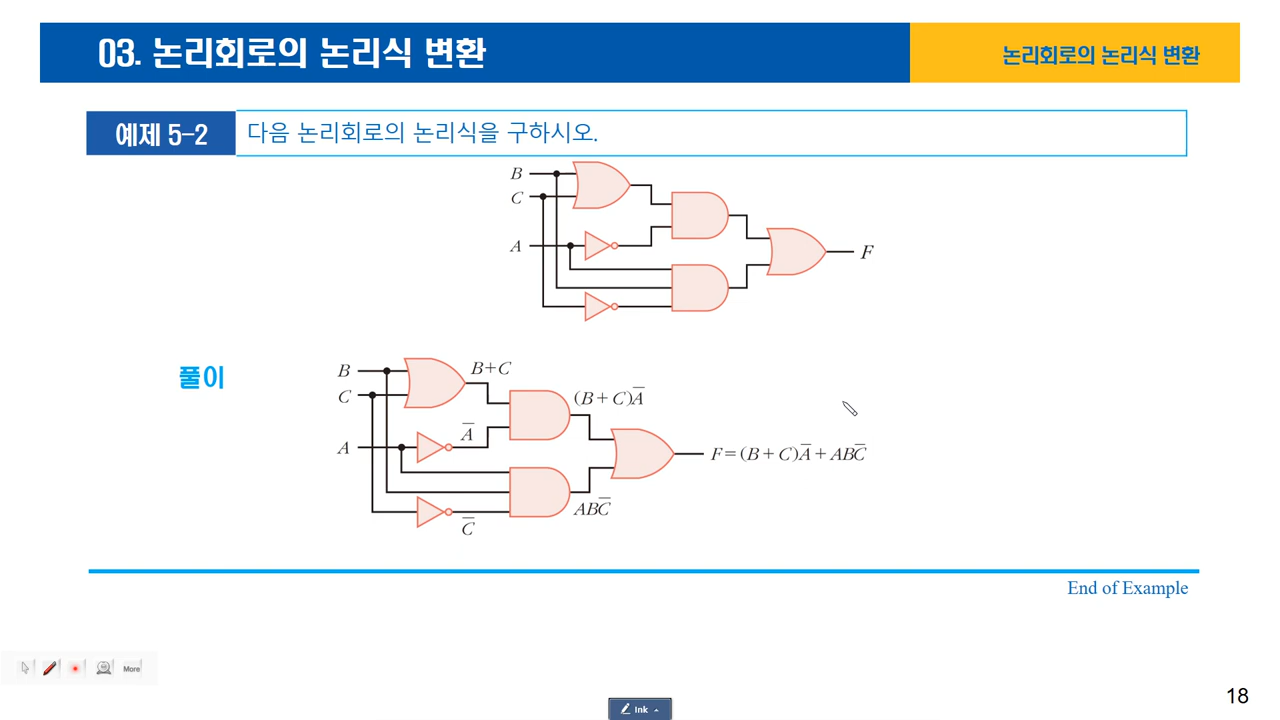 03. 논리회로의 논리식 변환
논리회로의 논리식 변환
예제 5-2
다음 논리회로의 논리식을 구하시오.
B
C
A
F
풀이
B
B+C
C
(B+C)A̅
A̅
A
F=(B+C)A̅+ABC̅
ABC̅
C̅
End of Example
More
Ink
18